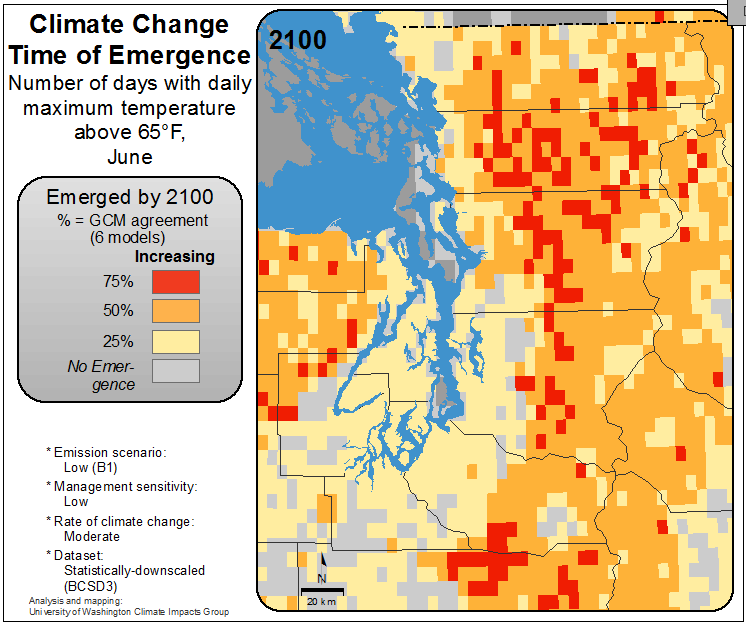 Climate Change
Time of Emergence
Number of days with daily
maximum temperature
above 65°F,
June
Emerged by 2100
% = GCM agreement
(6 models)
Increasing
75%
50%
25%
No Emer-
gence
* Emission scenario:
Low (B1)
* Management sensitivity:
Low
* Rate of climate change:
Moderate
* Dataset:
Statistically-downscaled
(BCSD3)
Analysis and mapping:
University of Washington Climate Impacts Group
2100
N
20 km